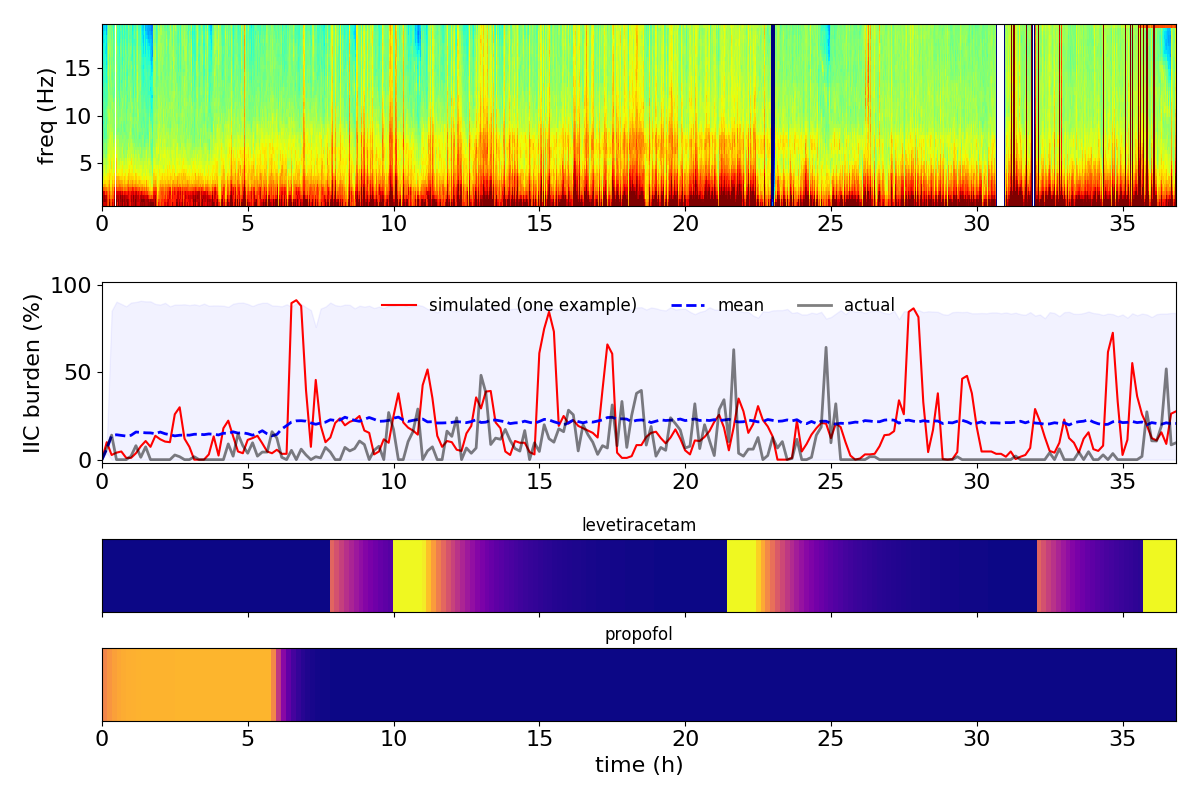 freq (Hz)
15
10
5
0 5 10 15 20 25 30 35
IIC burden (%)
100
50
0
simulated (one example) mean actual
0 5 10 15 20 25 30 35
levetiracetam
propofol
0 5 10 15 20 25 30 35
time (h)